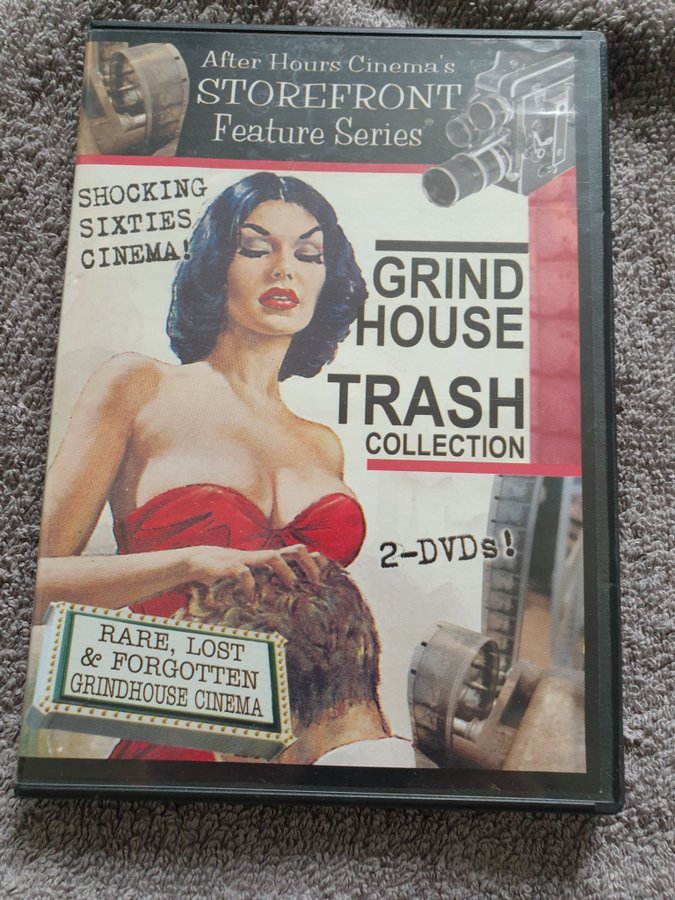 After Hours Cinema's
STOREFRONT
Feature Series®
SHOCKING
SIXTIES
CINEMA!
GRIND
HOUSE
TRASH
COLLECTION
2-DVDs!
RARE, LOST
& FORGOTTEN
GRINDHOUSE CINEMA